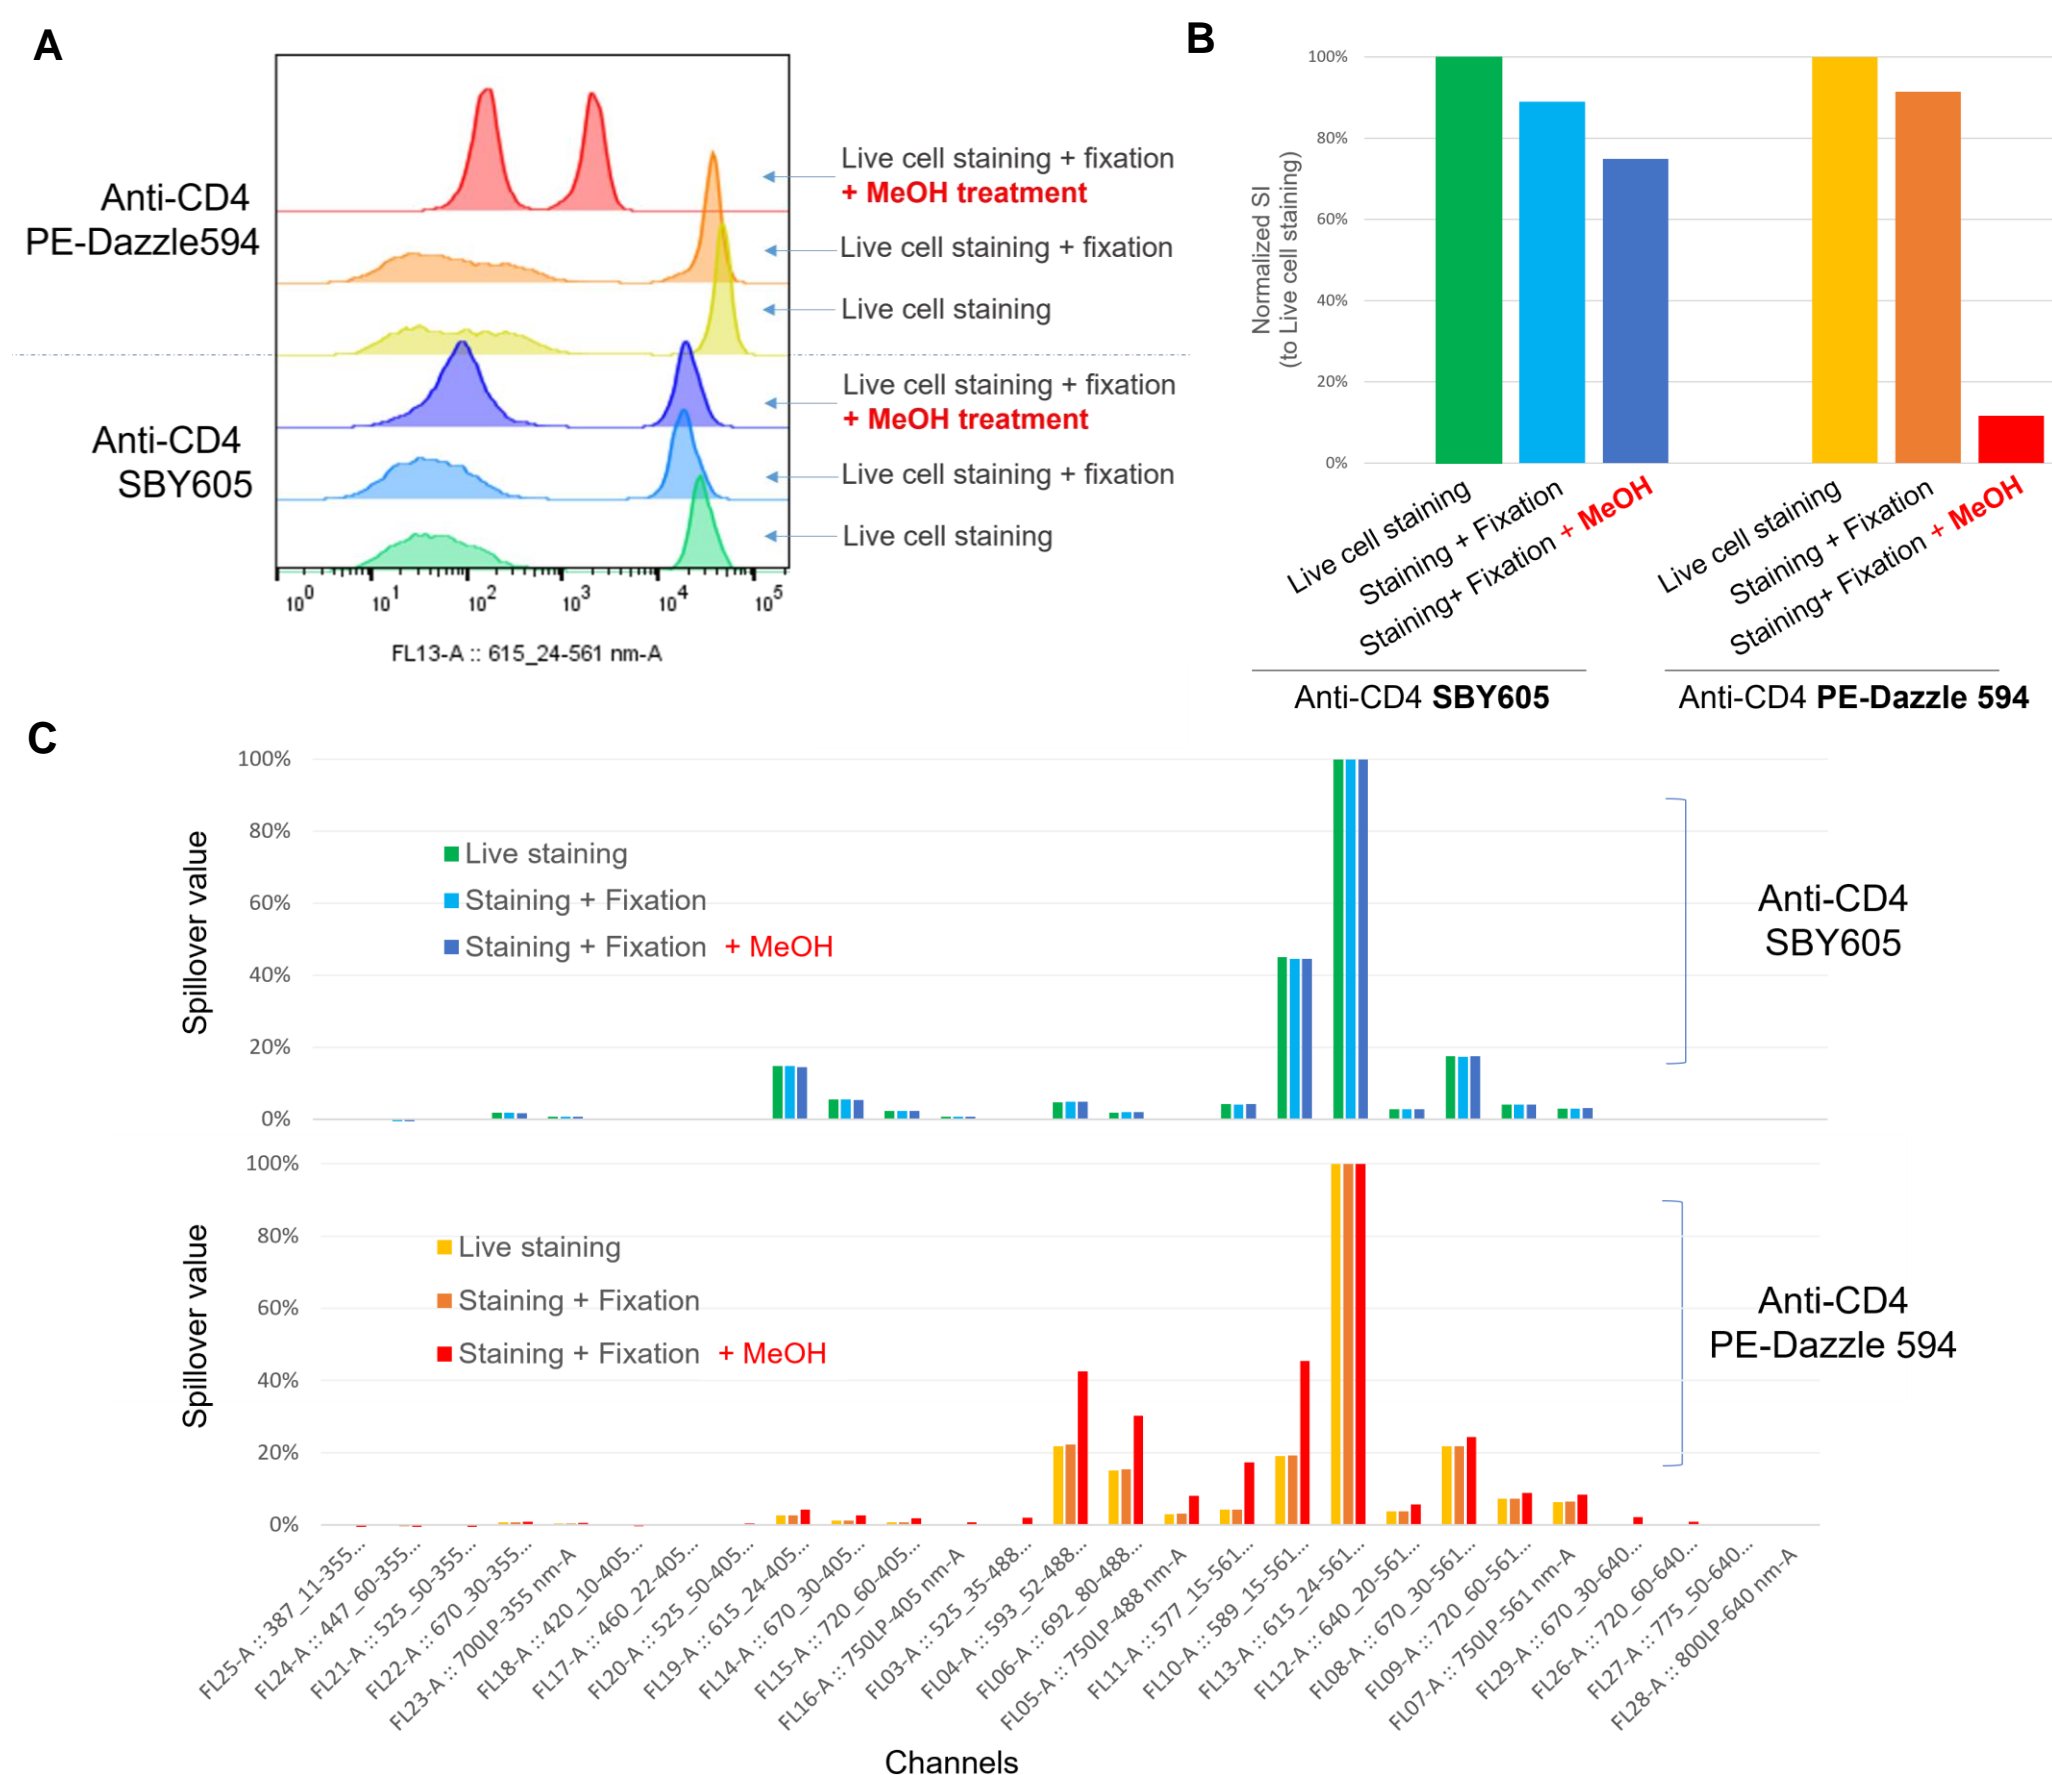 A
Anti-CD4
PE-Dazzle594
Live cell staining + fixation
+ MeOH treatment
Live cell staining + fixation
Live cell staining
Anti-CD4
SBY605
Live cell staining + fixation
+ MeOH treatment
Live cell staining + fixation
Live cell staining
10^0 10^1 10^2 10^3 10^4 10^5
FL13-A :: 615_24-561 nm-A
B
Normalized SI
(to Live cell staining)
100%
80%
60%
40%
20%
0%
Live cell staining
Staining + Fixation
Staining+ Fixation + MeOH
Live cell staining
Staining + Fixation
Staining+ Fixation + MeOH
Anti-CD4 SBY605
Anti-CD4 PE-Dazzle 594
C
Spillover value
100%
80%
60%
40%
20%
0%
Live staining
Staining + Fixation
Staining + Fixation + MeOH
Anti-CD4
SBY605
Spillover value
100%
80%
60%
40%
20%
0%
Live staining
Staining + Fixation
Staining + Fixation + MeOH
Anti-CD4
PE-Dazzle 594
FL25-A :: 387_11-355...
FL24-A :: 447_60-355...
FL21-A :: 525_50-355...
FL22-A :: 670_30-355...
FL23-A :: 700LP-355 nm-A
FL18-A :: 420_10-405...
FL17-A :: 460_22-405...
FL20-A :: 525_50-405...
FL19-A :: 615_24-405...
FL14-A :: 670_30-405...
FL15-A :: 720_60-405...
FL16-A :: 750LP-405 nm-A
FL03-A :: 525_35-488...
FL04-A :: 593_52-488...
FL06-A :: 692_80-488...
FL05-A :: 750LP-488 nm-A
FL11-A :: 577_15-561...
FL10-A :: 589_15-561...
FL13-A :: 615_24-561...
FL12-A :: 640_20-561...
FL08-A :: 670_30-561...
FL09-A :: 720_60-561...
FL07-A :: 750LP-561 nm-A
FL29-A :: 670_30-640...
FL26-A :: 720_60-640...
FL27-A :: 775_50-640...
FL28-A :: 800LP-640 nm-A
Channels